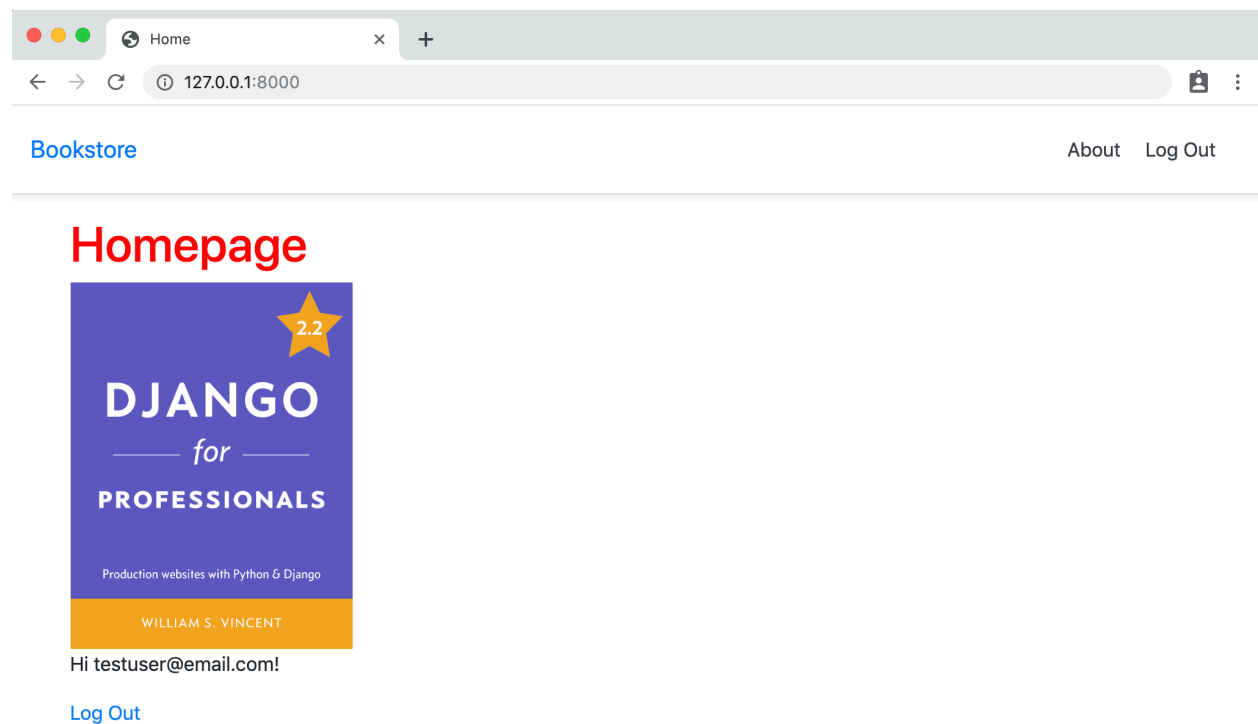 Home
127.0.0.1:8000
Bookstore About Log Out
Homepage
2.2
DJANGO
for
PROFESSIONALS
Production websites with Python & Django
WILLIAM S. VINCENT
Hi testuser@email.com!
Log Out